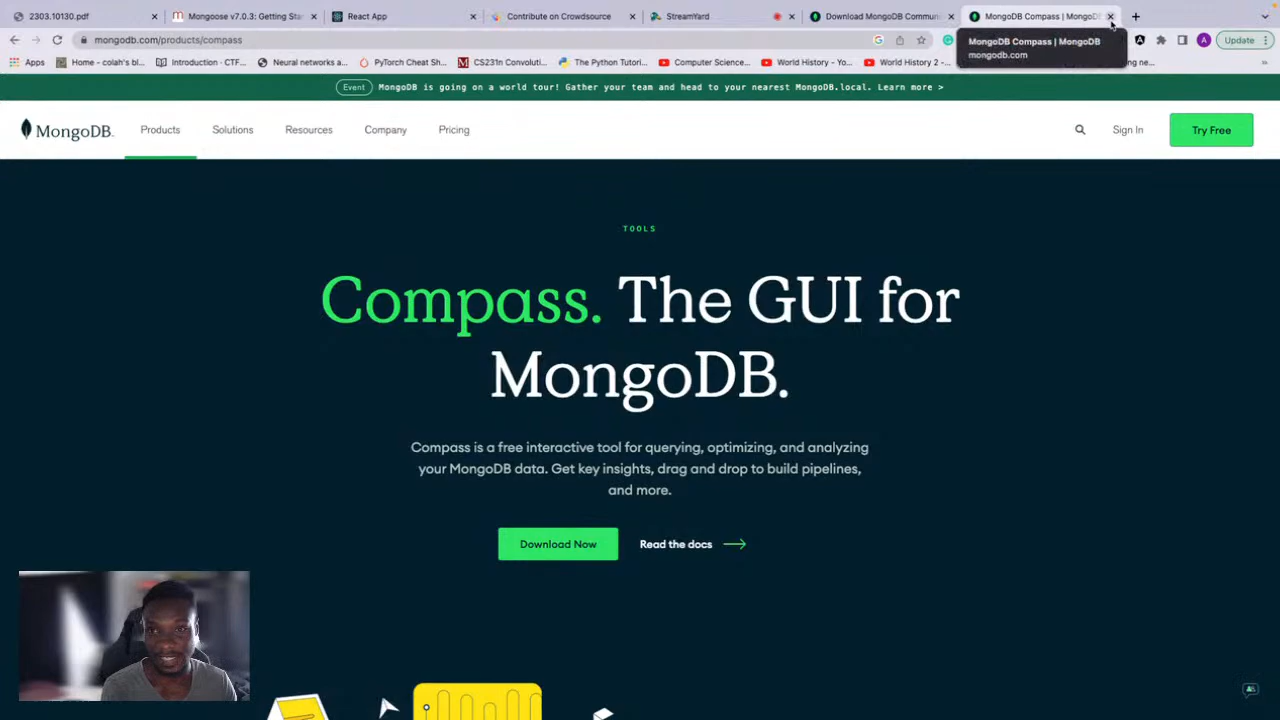 2303.10130.pdf
Mongoose v7.0.3: Getting Sta
React App
Contribute on Crowdsource
StreamYard
Download MongoDB Commun
MongoDB Compass | MongoD
mongodb.com/products/compass
Update
MongoDB Compass | MongoDB
mongodb.com
Apps
Home - colah's blog
Introduction · CTF...
Neural networks a...
PyTorch Cheat Sh...
CS231n Convoluti...
The Python Tutori...
Computer Science...
World History - Yo...
World History 2 -...
Event
MongoDB is going on a world tour! Gather your team and head to your nearest MongoDB.local. Learn more >
MongoDB.
Products
Solutions
Resources
Company
Pricing
Sign In
Try Free
TOOLS
Compass. The GUI for
MongoDB.
Compass is a free interactive tool for querying, optimizing, and analyzing
your MongoDB data. Get key insights, drag and drop to build pipelines,
and more.
Download Now
Read the docs